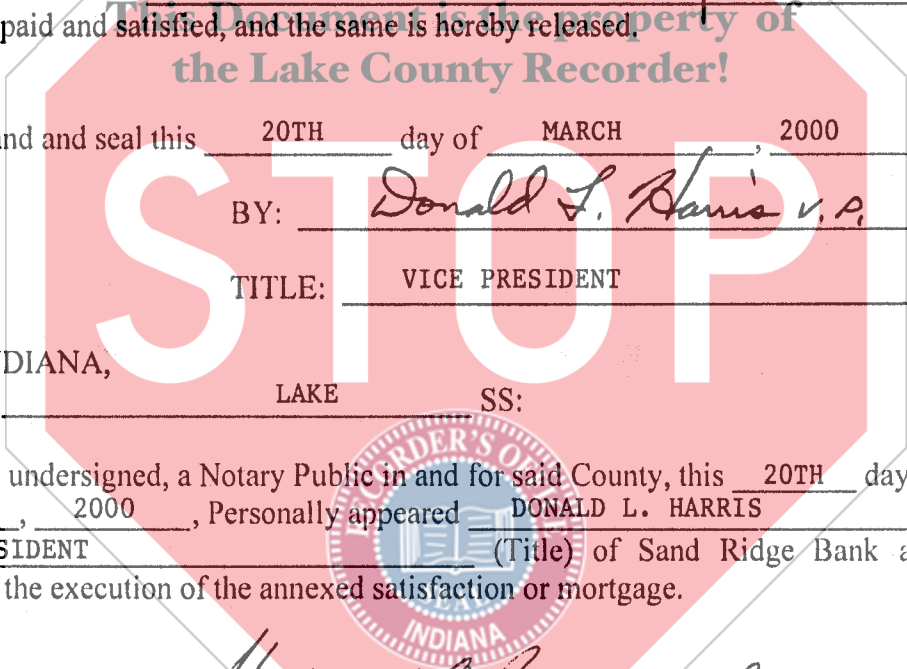 This Document is the property of
paid and satisfied, and the same is hereby released.
the Lake County Recorder!
and and seal this 20TH day of MARCH , 2000
STOP
BY: Donald L. Harris V.P.
TITLE: VICE PRESIDENT
DIANA,
LAKE SS:
RECORDER'S OFFICE
undersigned, a Notary Public in and for said County, this 20TH day
, 2000 , Personally appeared DONALD L. HARRIS
SIDENT (Title) of Sand Ridge Bank a
the execution of the annexed satisfaction or mortgage.
SEAL
INDIANA